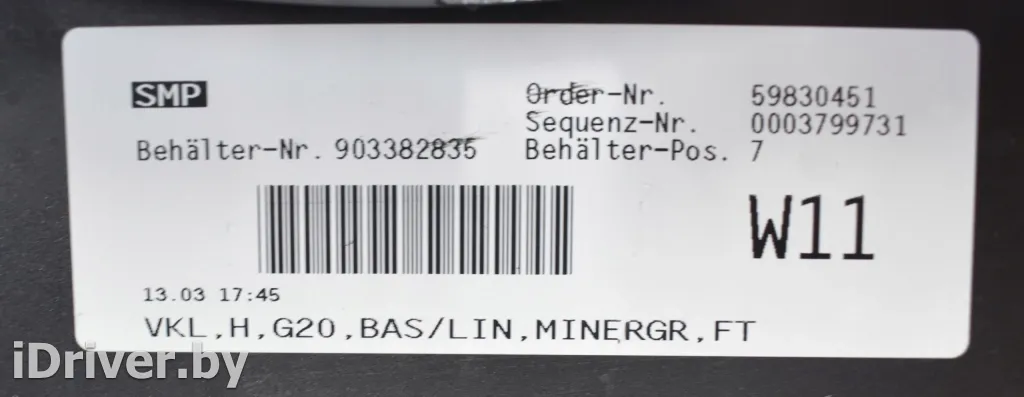 SMP
Order-Nr. 59830451
Sequenz-Nr. 0003799731
Behälter-Nr. 903382835 Behälter-Pos. 7
W11
13.03 17:45
VKL,H,G20,BAS/LIN,MINERGR,FT
iDriver.by